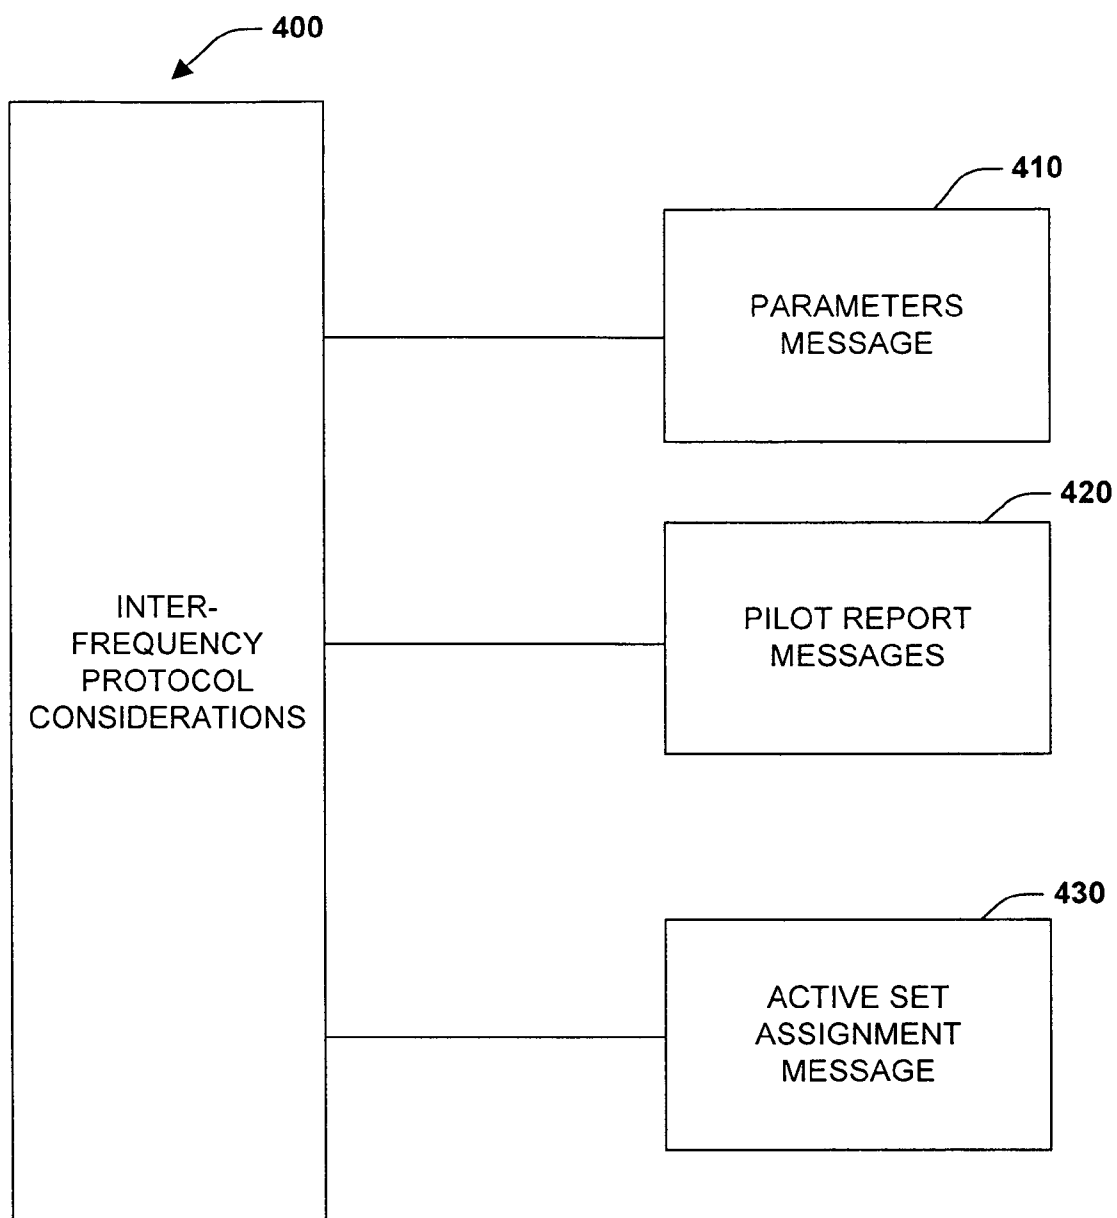 400
410
PARAMETERS
MESSAGE
420
PILOT REPORT
MESSAGES
INTER-
FREQUENCY
PROTOCOL
CONSIDERATIONS
430
ACTIVE SET
ASSIGNMENT
MESSAGE